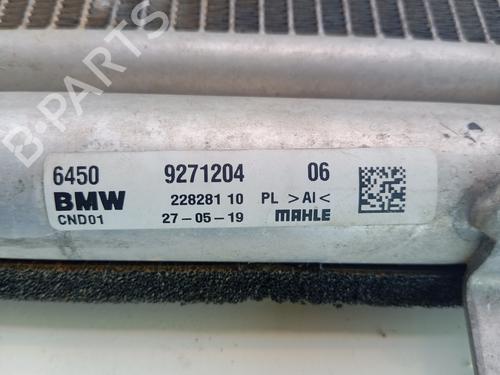 B-PARTS
6450 9271204 06
BMW 228281 10 PL >Al<
CND01 27-05-19 MAHLE